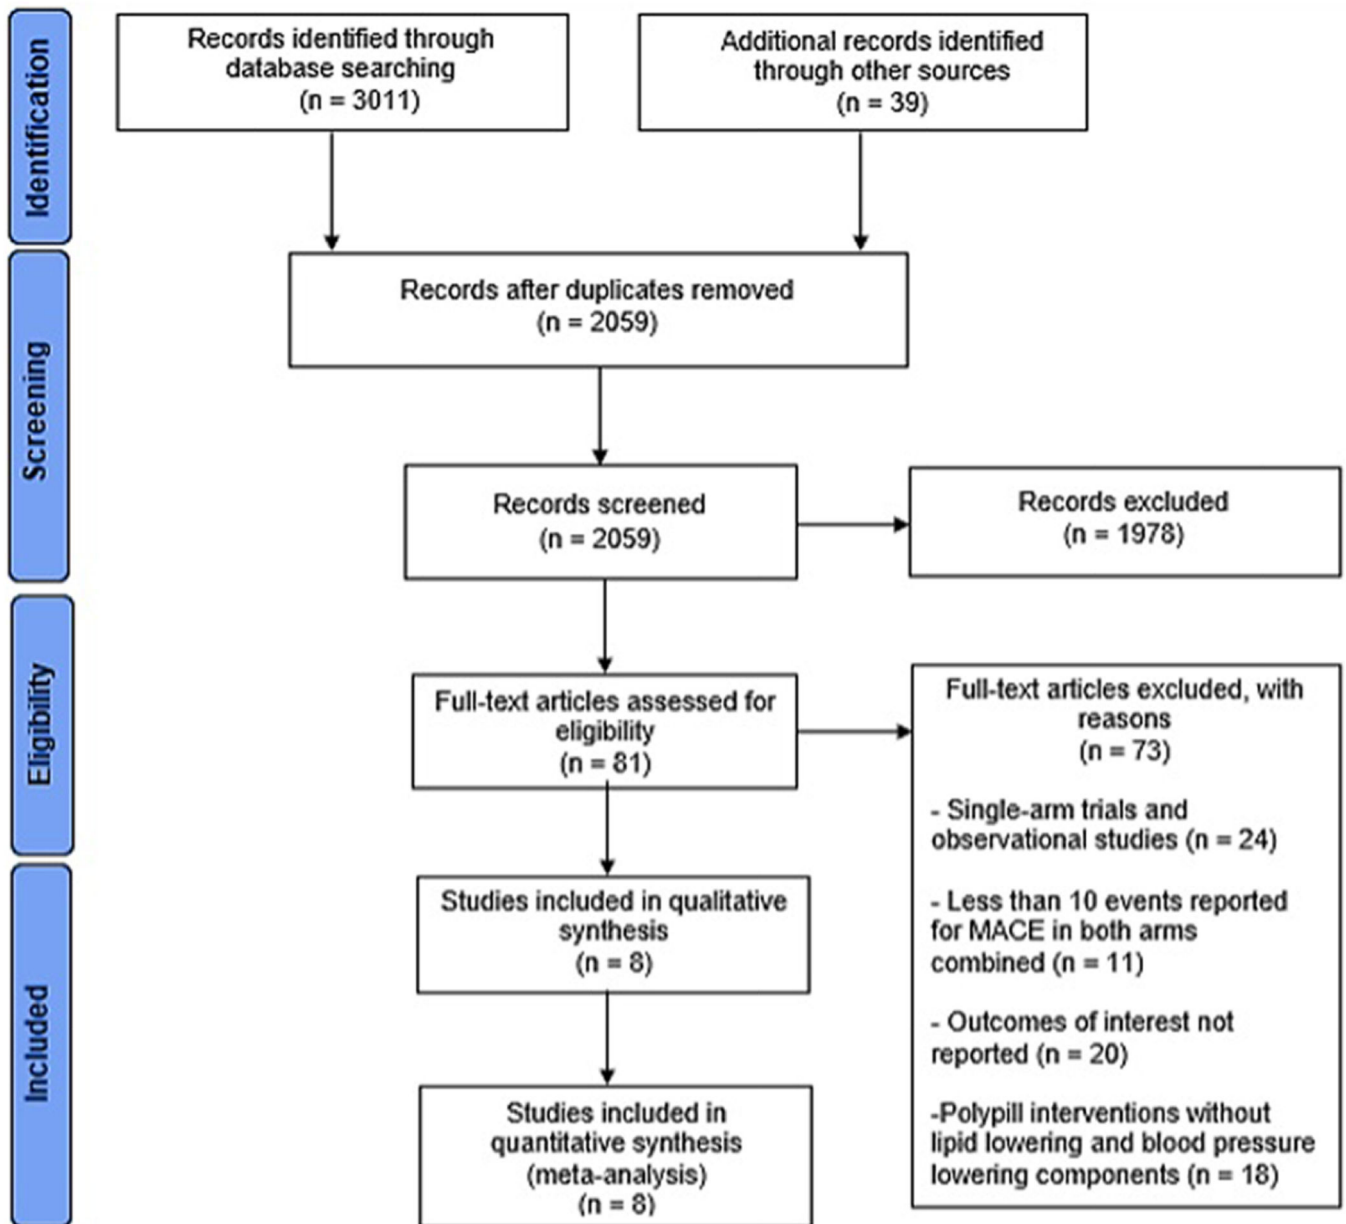 Identification
Records identified through
database searching
(n = 3011)
Additional records identified
through other sources
(n = 39)
Screening
Records after duplicates removed
(n = 2059)
Records screened
(n = 2059)
Records excluded
(n = 1978)
Eligibility
Full-text articles assessed for
eligibility
(n = 81)
Full-text articles excluded, with
reasons
(n = 73)
- Single-arm trials and
observational studies (n = 24)
- Less than 10 events reported
for MACE in both arms
combined (n = 11)
- Outcomes of interest not
reported (n = 20)
-Polypill interventions without
lipid lowering and blood pressure
lowering components (n = 18)
Included
Studies included in qualitative
synthesis
(n = 8)
Studies included in
quantitative synthesis
(meta-analysis)
(n = 8)